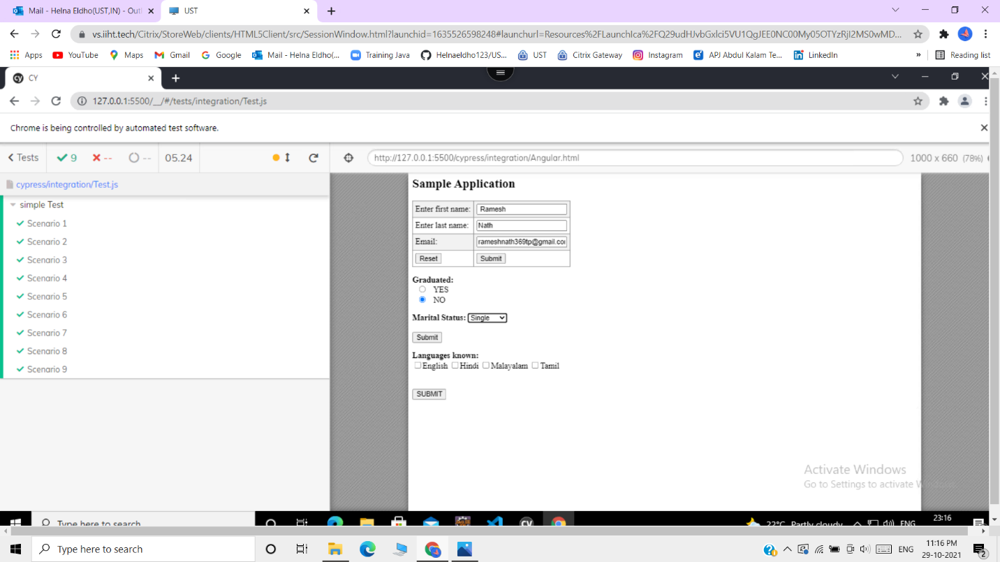 Mail - Helna Eldho(UST,IN) - Outl
UST
vs.iiht.tech/Citrix/StoreWeb/clients/HTML5Client/src/SessionWindow.html?launchid=1635526598248#launchurl=Resources%2FLaunchIca%2F
Apps YouTube Maps Gmail Google Mail - Helna Eldho(... Training Java Helnaeldho123/US... UST Citrix Gateway Instagram APJ Abdul Kalam Te... LinkedIn » Reading list
CY
127.0.0.1:5500/__/#/tests/integration/Test.js
Chrome is being controlled by automated test software.
Tests 9 -- -- 05.24 http://127.0.0.1:5500/cypress/integration/Angular.html 1000 x 660 (78%)
cypress/integration/Test.js
simple Test
Scenario 1
Scenario 2
Scenario 3
Scenario 4
Scenario 5
Scenario 6
Scenario 7
Scenario 8
Scenario 9
Sample Application
Enter first name: Ramesh
Enter last name: Nath
Email: rameshnath369tp@gmail.co
Reset Submit
Graduated:
YES
NO
Marital Status: Single
Submit
Languages known:
English Hindi Malayalam Tamil
SUBMIT
Activate Windows
Go to Settings to activate Windows.
Type here to search 22°C Partly cloudy ENG 23:16
Type here to search ENG 11:16 PM
29-10-2021 2